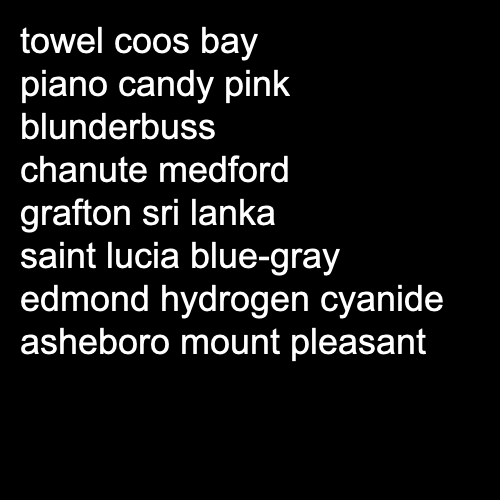 towel coos bay
piano candy pink
blunderbuss
chanute medford
grafton sri lanka
saint lucia blue-gray
edmond hydrogen cyanide
asheboro mount pleasant